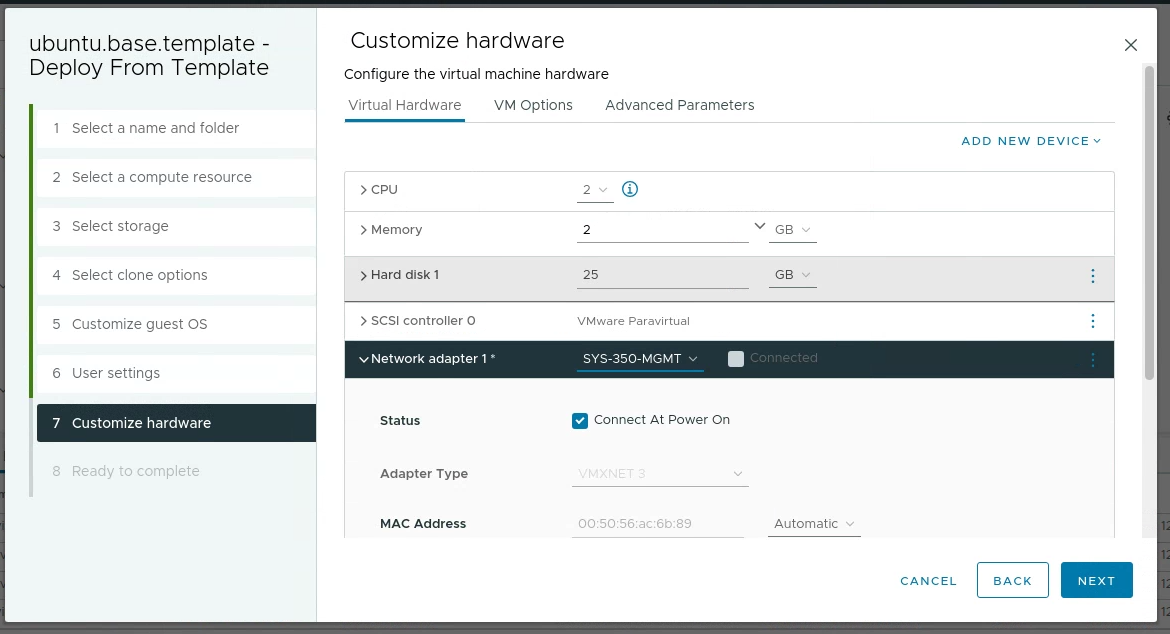 ubuntu.base.template -
Deploy From Template
1 Select a name and folder
2 Select a compute resource
3 Select storage
4 Select clone options
5 Customize guest OS
6 User settings
7 Customize hardware
8 Ready to complete
Customize hardware
Configure the virtual machine hardware
Virtual Hardware VM Options Advanced Parameters
ADD NEW DEVICE
CPU 2
Memory 2 GB
Hard disk 1 25 GB
SCSI controller 0 VMware Paravirtual
Network adapter 1 * SYS-350-MGMT Connected
Status Connect At Power On
Adapter Type VMXNET 3
MAC Address 00:50:56:ac:6b:89 Automatic
CANCEL BACK NEXT